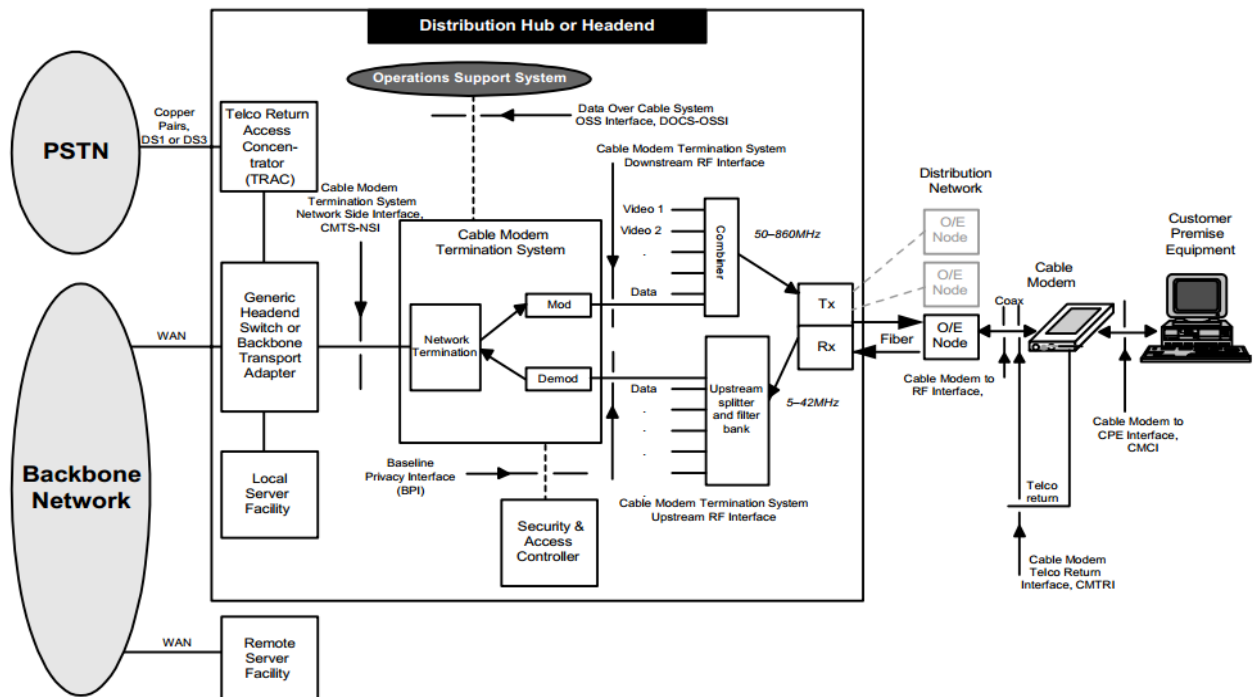 Distribution Hub or Headend
Operations Support System
PSTN
Copper
Pairs,
DS1 or DS3
Telco Return
Access
Concen-
trator
(TRAC)
Data Over Cable System
OSS Interface, DOCS-OSSI
Cable Modem Termination System
Downstream RF Interface
Cable Modem
Termination System
Network Side Interface,
CMTS-NSI
Cable Modem
Termination System
Video 1
Video 2
.
.
Data
Combiner
50–860MHz
Distribution
Network
O/E
Node
O/E
Node
O/E
Node
Customer
Premise
Equipment
Cable
Modem
Coax
Tx
Rx
Fiber
Mod
Network
Termination
Demod
Generic
Headend
Switch or
Backbone
Transport
Adapter
WAN
Data
.
.
.
.
Upstream
splitter
and filter
bank
5–42MHz
Cable Modem to
RF Interface,
Cable Modem to
CPE Interface,
CMCI
Backbone
Network
Local
Server
Facility
Baseline
Privacy Interface
(BPI)
Cable Modem Termination System
Upstream RF Interface
Security &
Access
Controller
Telco
return
Cable Modem
Telco Return
Interface, CMTRI
WAN
Remote
Server
Facility